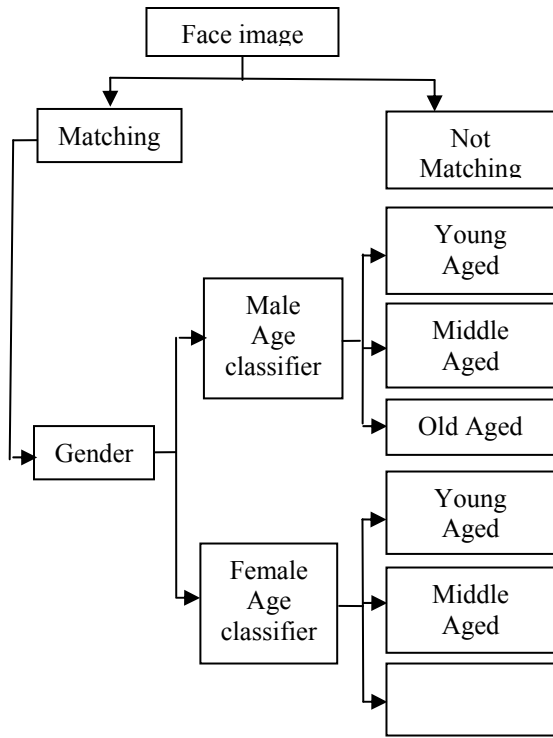 Face image
Matching
Not
Matching
Young
Aged
Male
Age
classifier
Middle
Aged
Old Aged
Gender
Young
Aged
Female
Age
classifier
Middle
Aged